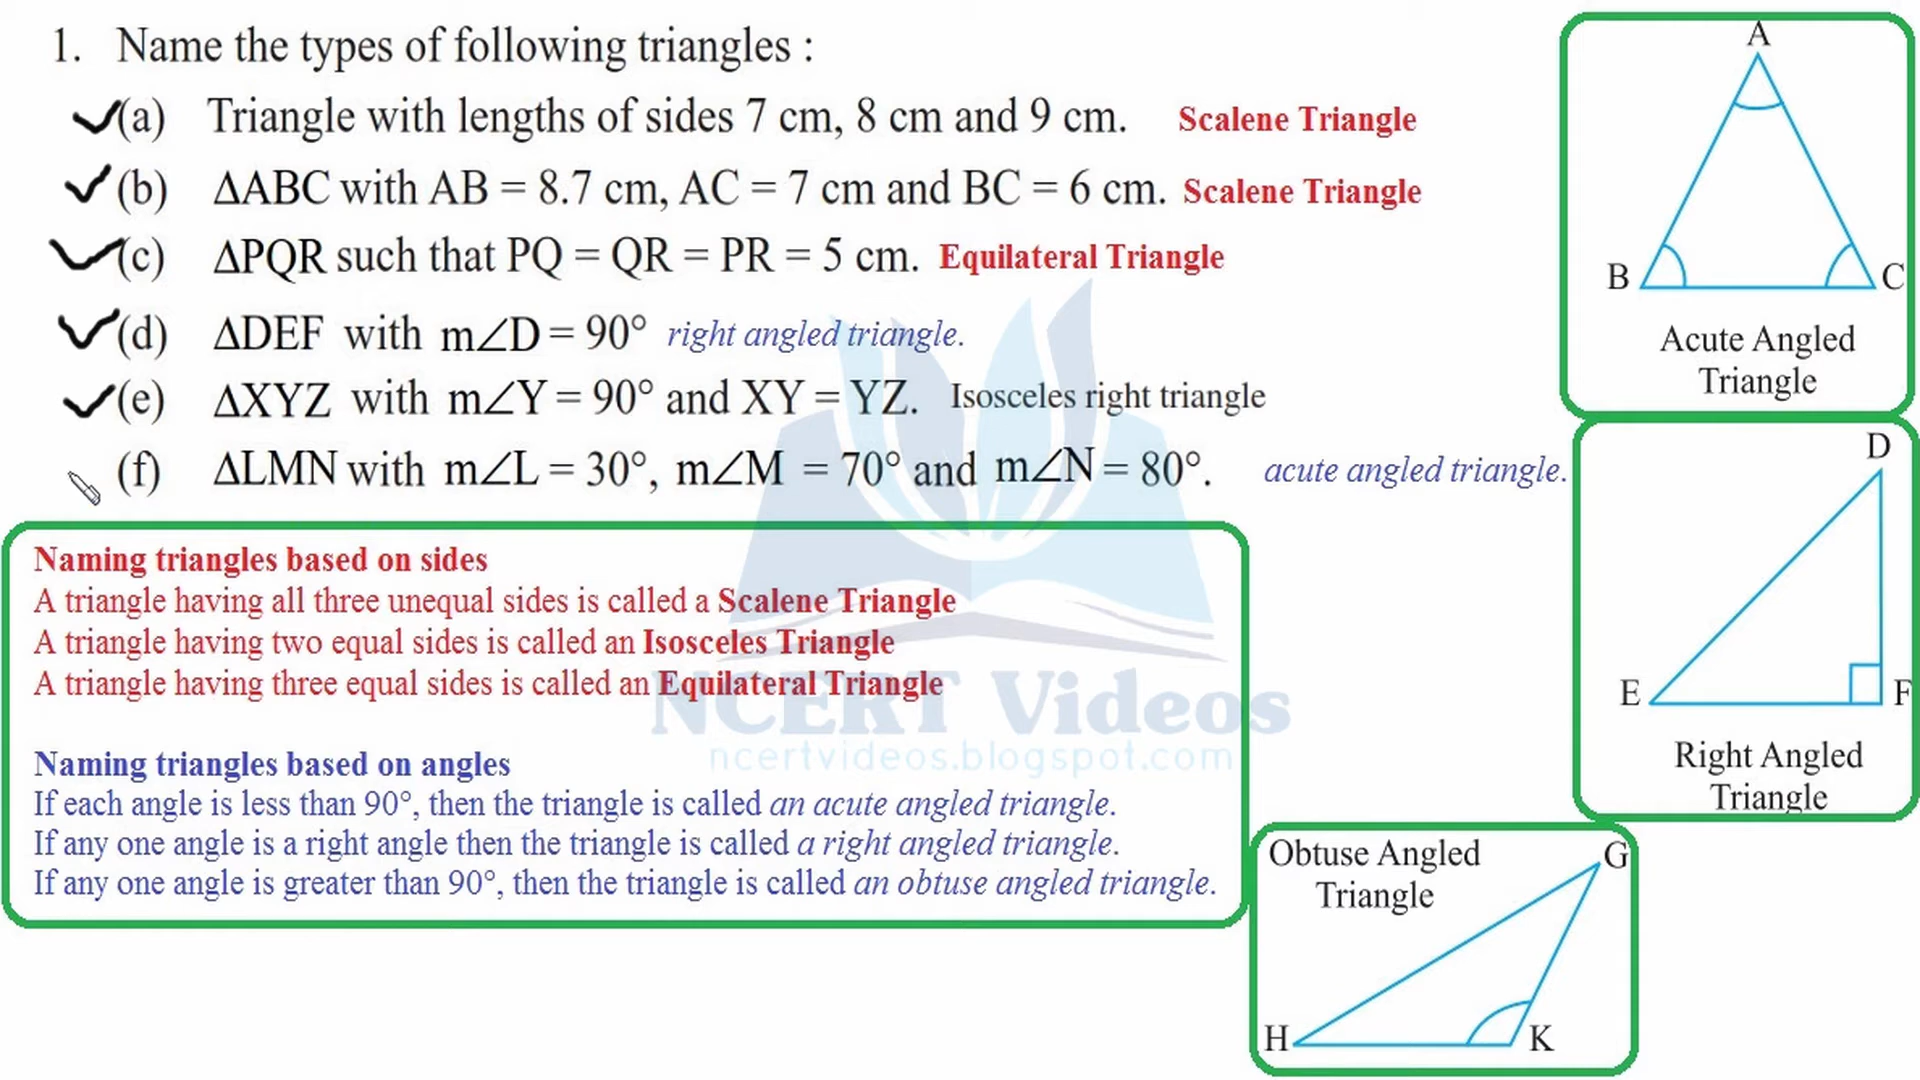 1. Name the types of following triangles :
(a) Triangle with lengths of sides 7 cm, 8 cm and 9 cm. Scalene Triangle
(b) ΔABC with AB = 8.7 cm, AC = 7 cm and BC = 6 cm. Scalene Triangle
(c) ΔPQR such that PQ = QR = PR = 5 cm. Equilateral Triangle
(d) ΔDEF with m∠D = 90° right angled triangle.
(e) ΔXYZ with m∠Y = 90° and XY = YZ. Isosceles right triangle
(f) ΔLMN with m∠L = 30°, m∠M = 70° and m∠N = 80°. acute angled triangle.
Naming triangles based on sides
A triangle having all three unequal sides is called a Scalene Triangle
A triangle having two equal sides is called an Isosceles Triangle
A triangle having three equal sides is called an Equilateral Triangle
Naming triangles based on angles
If each angle is less than 90°, then the triangle is called an acute angled triangle.
If any one angle is a right angle then the triangle is called a right angled triangle.
If any one angle is greater than 90°, then the triangle is called an obtuse angled triangle.
NCERT Videos
ncertvideos.blogspot.com
A
B C
Acute Angled
Triangle
D
E F
Right Angled
Triangle
Obtuse Angled
Triangle
G
H K